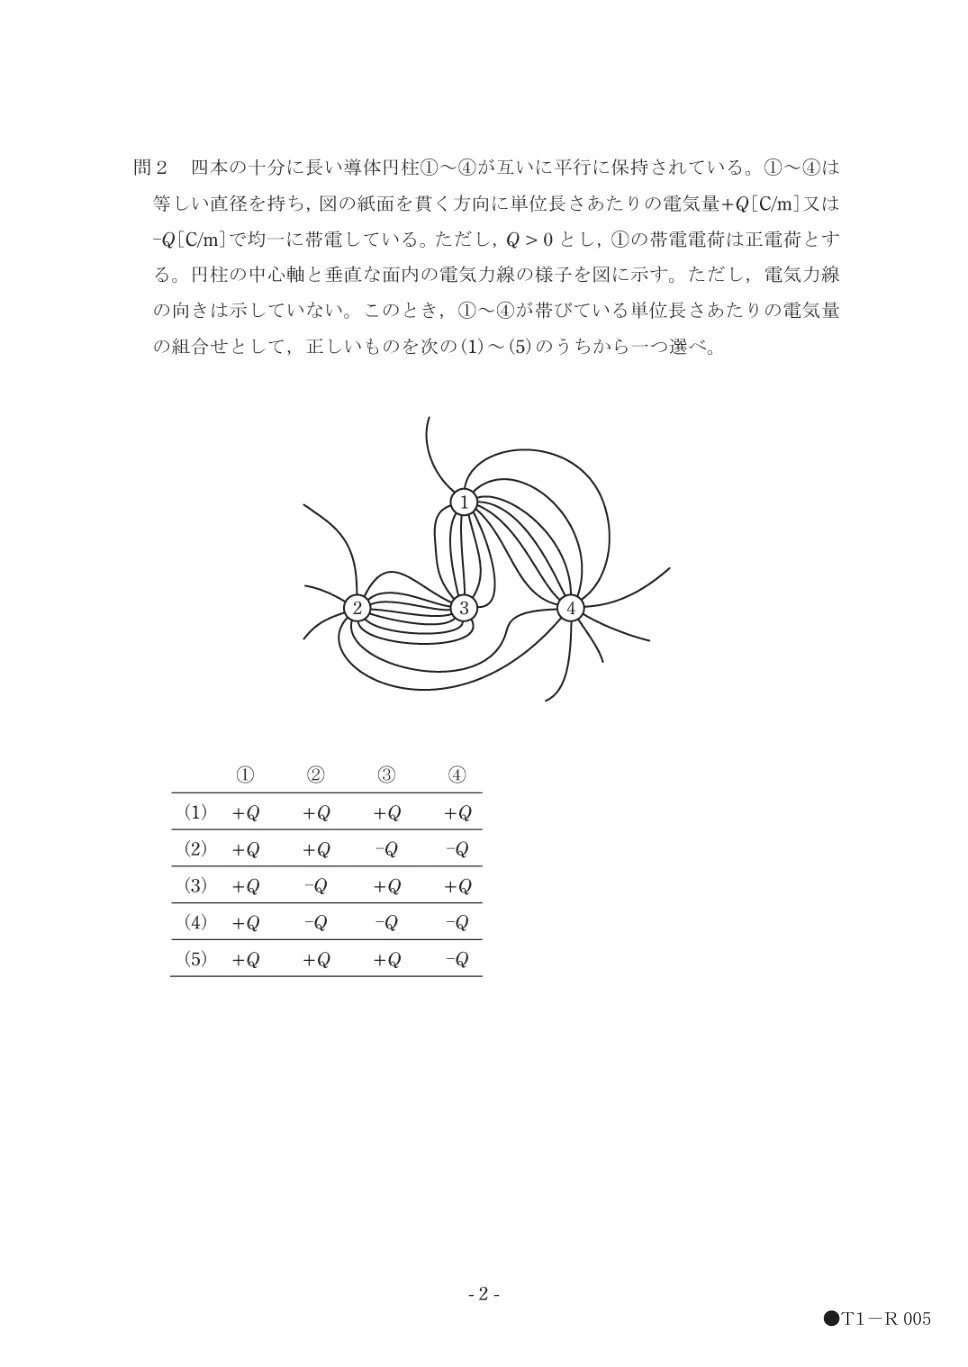 問２　四本の十分に長い導体円柱①～④が互いに平行に保持されている。①～④は
等しい直径を持ち，図の紙面を貫く方向に単位長さあたりの電気量+Q[C/m]又は
-Q[C/m]で均一に帯電している。ただし，Q > 0 とし，①の帯電電荷は正電荷とす
る。円柱の中心軸と垂直な面内の電気力線の様子を図に示す。ただし，電気力線
の向きは示していない。このとき，①～④が帯びている単位長さあたりの電気量
の組合せとして，正しいものを次の(1)～(5)のうちから一つ選べ。
1
2 3 4
① ② ③ ④
(1) +Q +Q +Q +Q
(2) +Q +Q -Q -Q
(3) +Q -Q +Q +Q
(4) +Q -Q -Q -Q
(5) +Q +Q +Q -Q
- 2 -
●T1－R 005